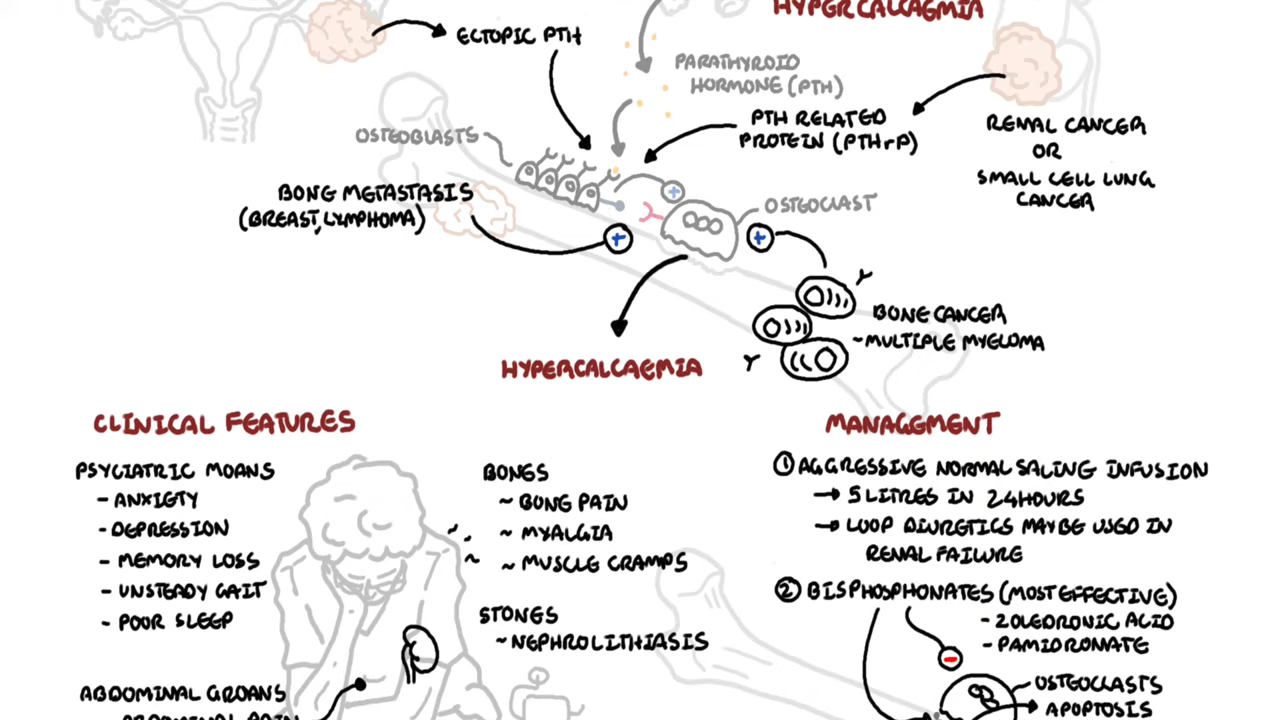 HYPERCALCAEMIA
ECTOPIC PTH
PARATHYROID
HORMONE (PTH)
PTH RELATED
PROTEIN (PTHrP)
RENAL CANCER
OR
SMALL CELL LUNG
CANCER
OSTEOBLASTS
BONE METASTASIS
(BREAST, LYMPHOMA)
OSTEOCLAST
BONE CANCER
~MULTIPLE MYELOMA
HYPERCALCAEMIA
CLINICAL FEATURES
PSYCIATRIC MOANS
- ANXIETY
- DEPRESSION
- MEMORY LOSS
- UNSTEADY GAIT
- POOR SLEEP
ABDOMINAL GROANS
ABDOMINAL PAIN
BONES
~ BONE PAIN
~ MYALGIA
~ MUSCLE CRAMPS
STONES
~ NEPHROLITHIASIS
MANAGEMENT
① AGGRESSIVE NORMAL SALINE INFUSION
→ 5 LITRES IN 24 HOURS
→ LOOP DIURETICS MAY BE USED IN
RENAL FAILURE
② BISPHOSPHONATES (MOST EFFECTIVE)
- ZOLEDRONIC ACID
- PAMIDRONATE
OSTEOCLASTS
APOPTOSIS